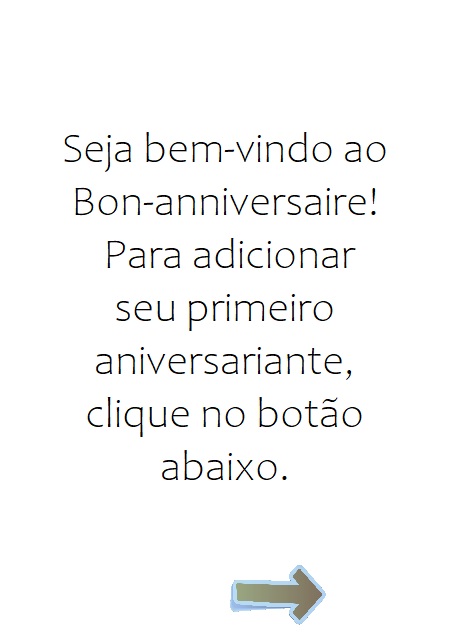 Seja bem-vindo ao
Bon-anniversaire!
Para adicionar
seu primeiro
aniversariante,
clique no botão
abaixo.